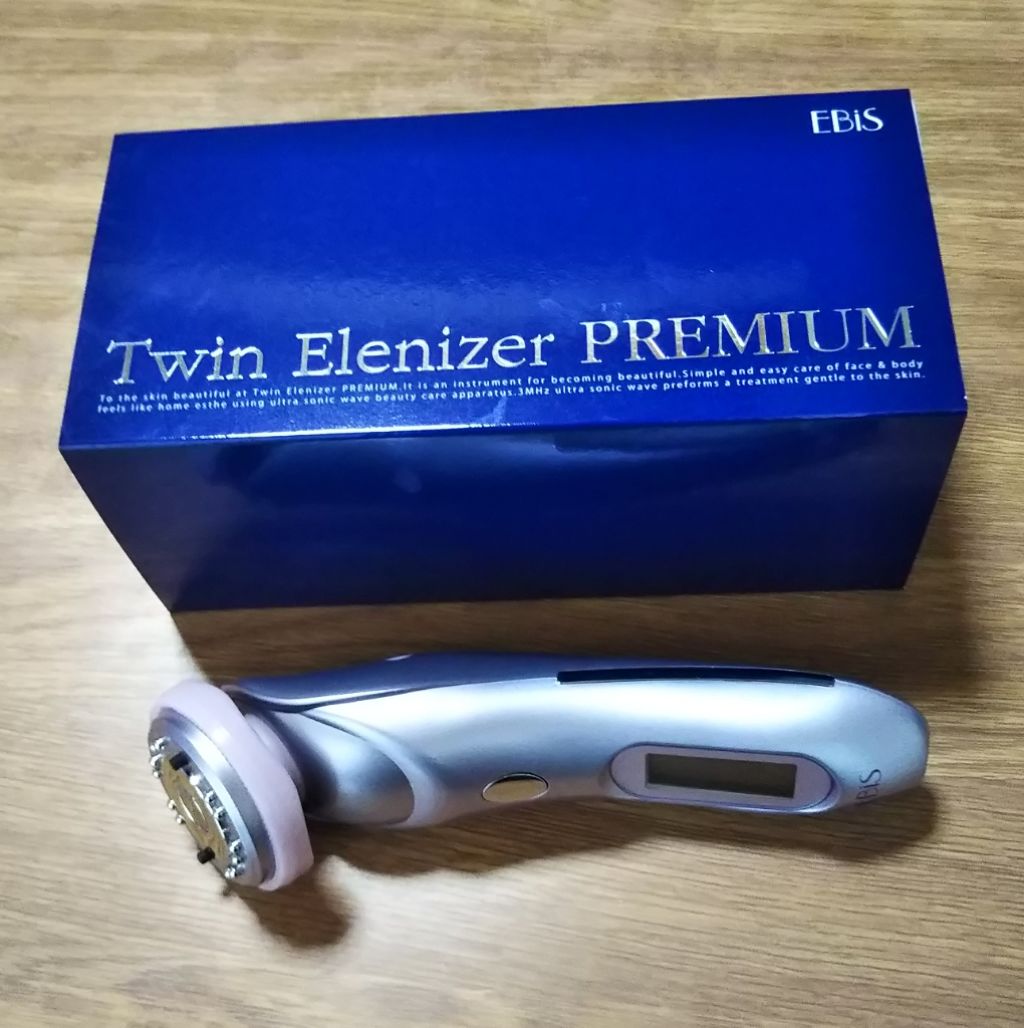 EBiS
Twin Elenizer PREMIUM
To the skin beautiful at Twin Elenizer PREMIUM.It is an instrument for becoming beautiful.Simple and easy care of face & body
feels like home esthe using ultra sonic wave beauty care apparatus.3MHz ultra sonic wave preforms a treatment gentle to the skin.
EBiS